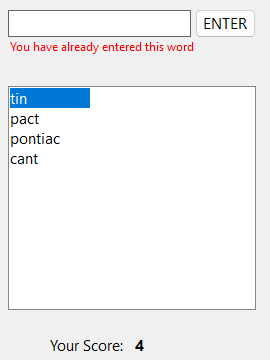 ENTER
You have already entered this word
tin
pact
pontiac
cant
Your Score: 4